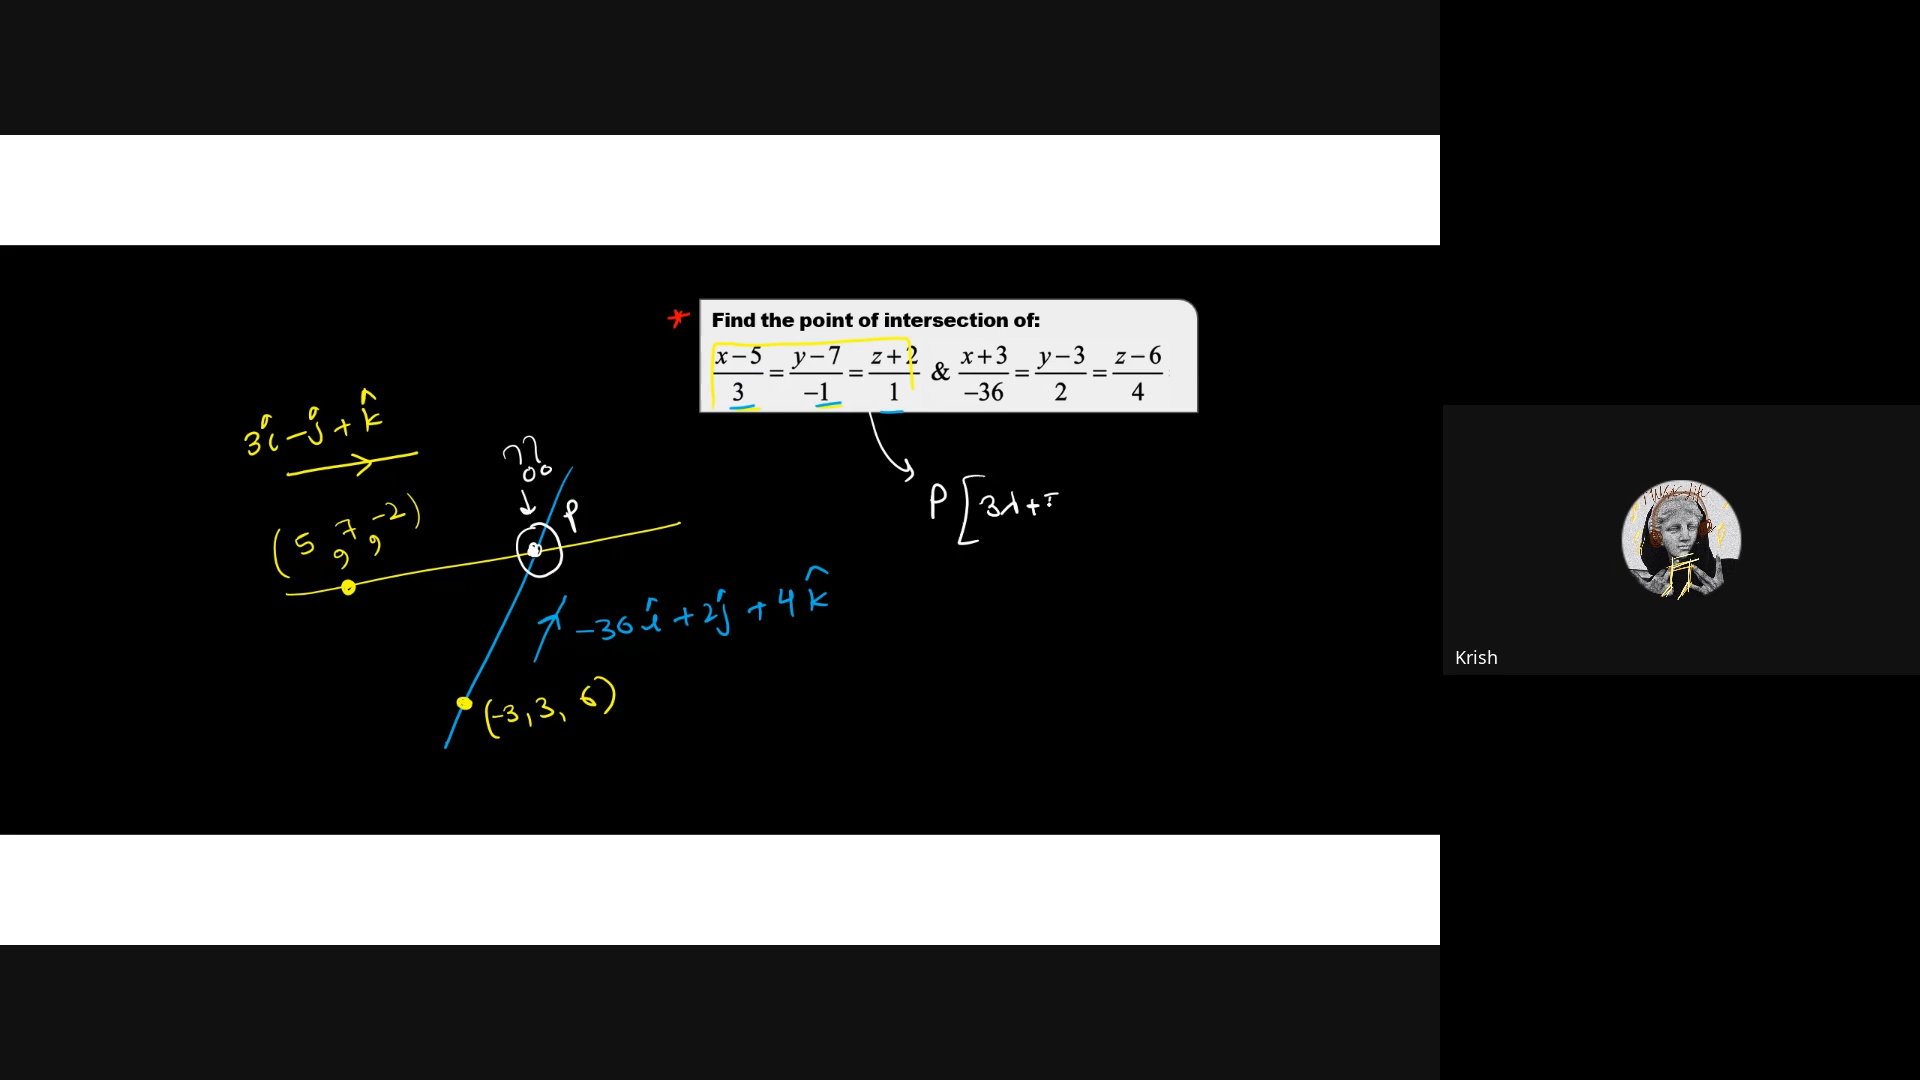 * Find the point of intersection of:
x−5/3 = y−7/−1 = z+2/1 & x+3/−36 = y−3/2 = z−6/4
3î − ĵ + k̂
??
(5, 7, −2)
P
P [3λ+5
−36î + 2ĵ + 4k̂
(−3, 3, 6)
Krish